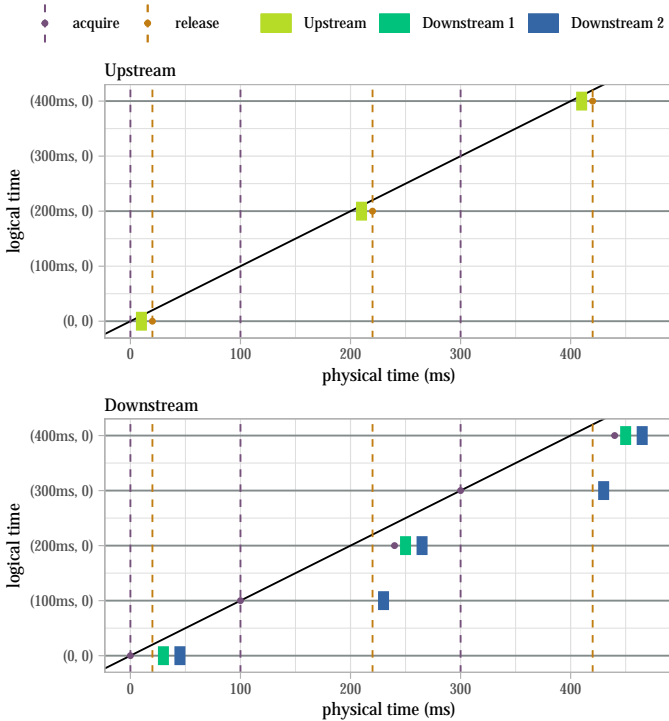 acquire release Upstream Downstream 1 Downstream 2
Upstream
(400ms, 0)
(300ms, 0)
(200ms, 0)
(100ms, 0)
(0, 0)
logical time
0 100 200 300 400
physical time (ms)
Downstream
(400ms, 0)
(300ms, 0)
(200ms, 0)
(100ms, 0)
(0, 0)
logical time
0 100 200 300 400
physical time (ms)